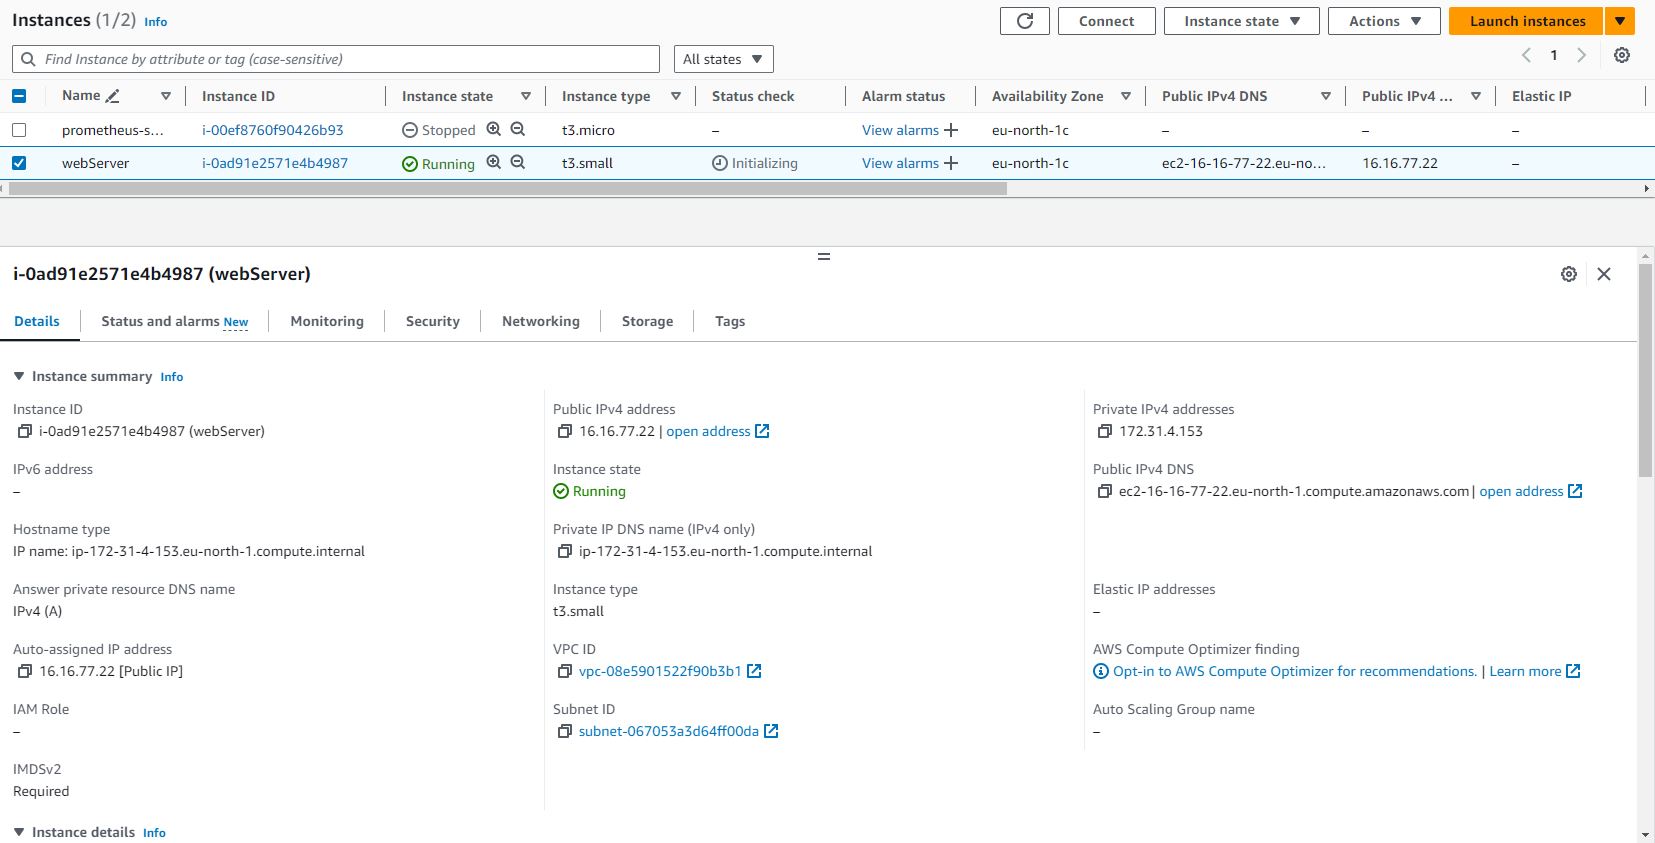 Instances (1/2) Info Connect Instance state Actions Launch instances
Find Instance by attribute or tag (case-sensitive) All states 1
Name Instance ID Instance state Instance type Status check Alarm status Availability Zone Public IPv4 DNS Public IPv4 ... Elastic IP
prometheus-s... i-00ef8760f90426b93 Stopped t3.micro – View alarms + eu-north-1c – – –
webServer i-0ad91e2571e4b4987 Running t3.small Initializing View alarms + eu-north-1c ec2-16-16-77-22.eu-no... 16.16.77.22 –
i-0ad91e2571e4b4987 (webServer)
Details Status and alarms New Monitoring Security Networking Storage Tags
Instance summary Info
Instance ID Public IPv4 address Private IPv4 addresses
i-0ad91e2571e4b4987 (webServer) 16.16.77.22 | open address 172.31.4.153
IPv6 address Instance state Public IPv4 DNS
– Running ec2-16-16-77-22.eu-north-1.compute.amazonaws.com | open address
Hostname type Private IP DNS name (IPv4 only)
IP name: ip-172-31-4-153.eu-north-1.compute.internal ip-172-31-4-153.eu-north-1.compute.internal
Answer private resource DNS name Instance type Elastic IP addresses
IPv4 (A) t3.small –
Auto-assigned IP address VPC ID AWS Compute Optimizer finding
16.16.77.22 [Public IP] vpc-08e5901522f90b3b1 Opt-in to AWS Compute Optimizer for recommendations. | Learn more
IAM Role Subnet ID Auto Scaling Group name
– subnet-067053a3d64ff00da –
IMDSv2
Required
Instance details Info